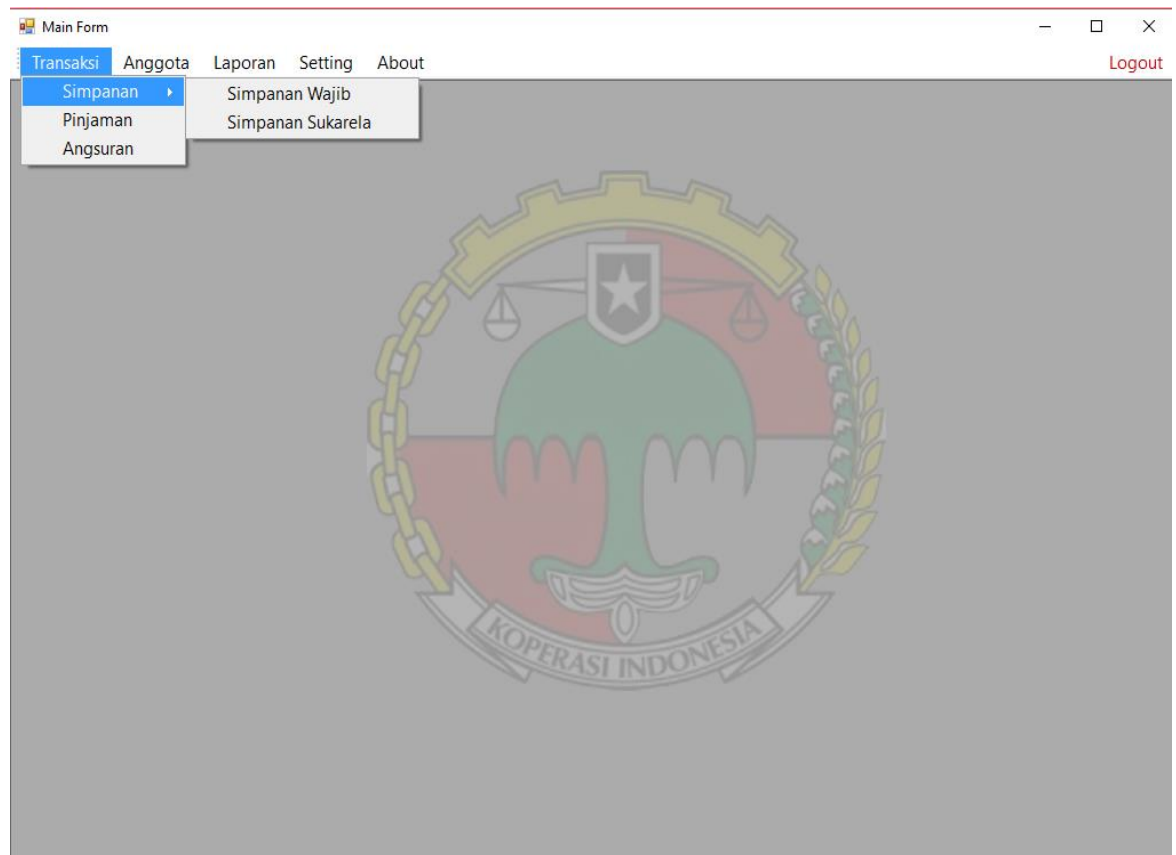 Main Form
Transaksi Anggota Laporan Setting About Logout
Simpanan Simpanan Wajib
Pinjaman Simpanan Sukarela
Angsuran
KOPERASI INDONESIA